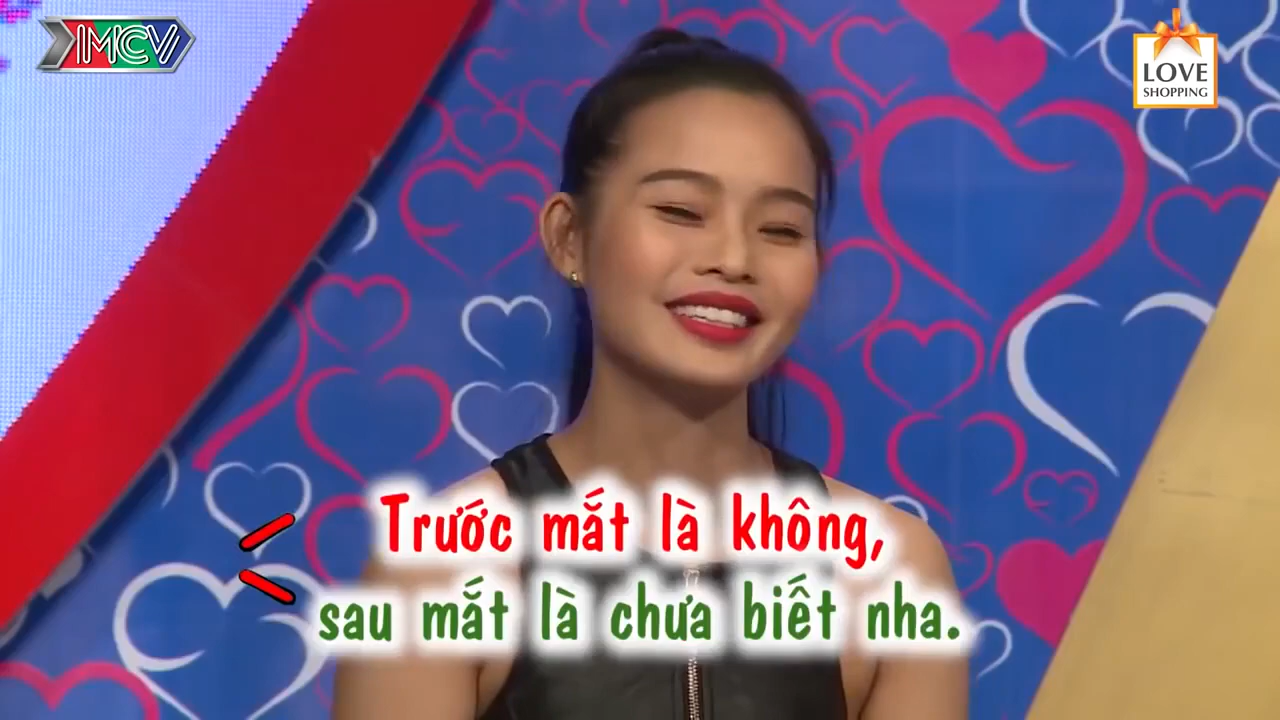 MCV
LOVE
SHOPPING
Trước mắt là không,
sau mắt là chưa biết nha.